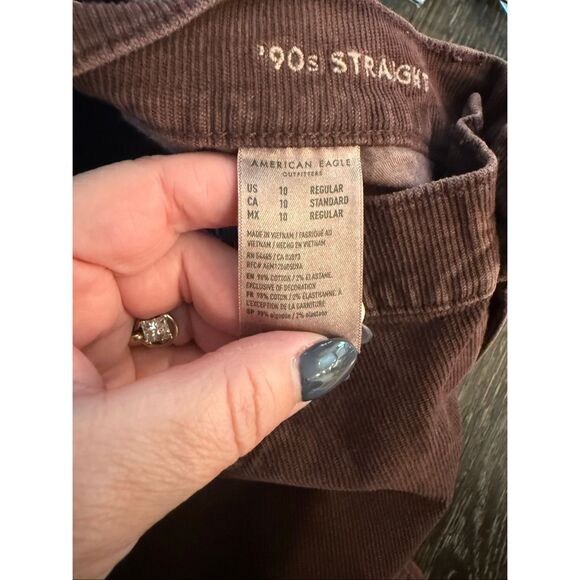 '90s STRAIGHT
AMERICAN EAGLE
OUTFITTERS
US 10 REGULAR
CA 10 STANDARD
MX 10 REGULAR
MADE IN VIETNAM / FABRIQUÉ AU
VIETNAM / HECHO EN VIETNAM
RN 54485 / CA
RFC#
EN 98% COTTON / 2% ELASTANE.
EXCLUSIVE OF DECORATION
FR 98% COTON / 2% ÉLASTHANNE. À
L'EXCEPTION DE LA GARNITURE
SP 98% algodón / 2% elastano